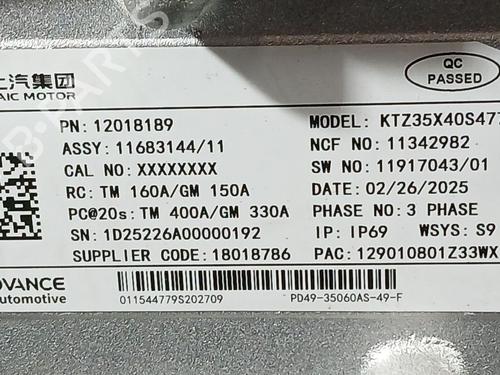 上汽集团
AIC MOTOR
QC
PASSED
PN: 12018189
MODEL: KTZ35X40S477
ASSY: 11683144/11
NCF NO: 11342982
CAL NO: XXXXXXXX
SW NO: 11917043/01
RC: TM 160A/GM 150A
DATE: 02/26/2025
PC@20s: TM 400A/GM 330A
PHASE NO: 3 PHASE
SN: 1D25226A00000192
IP: IP69 WSYS: S9
SUPPLIER CODE: 18018786
PAC: 129010801Z33WX
DVANCE
utomotive
011544779S202709
PD49-35060AS-49-F